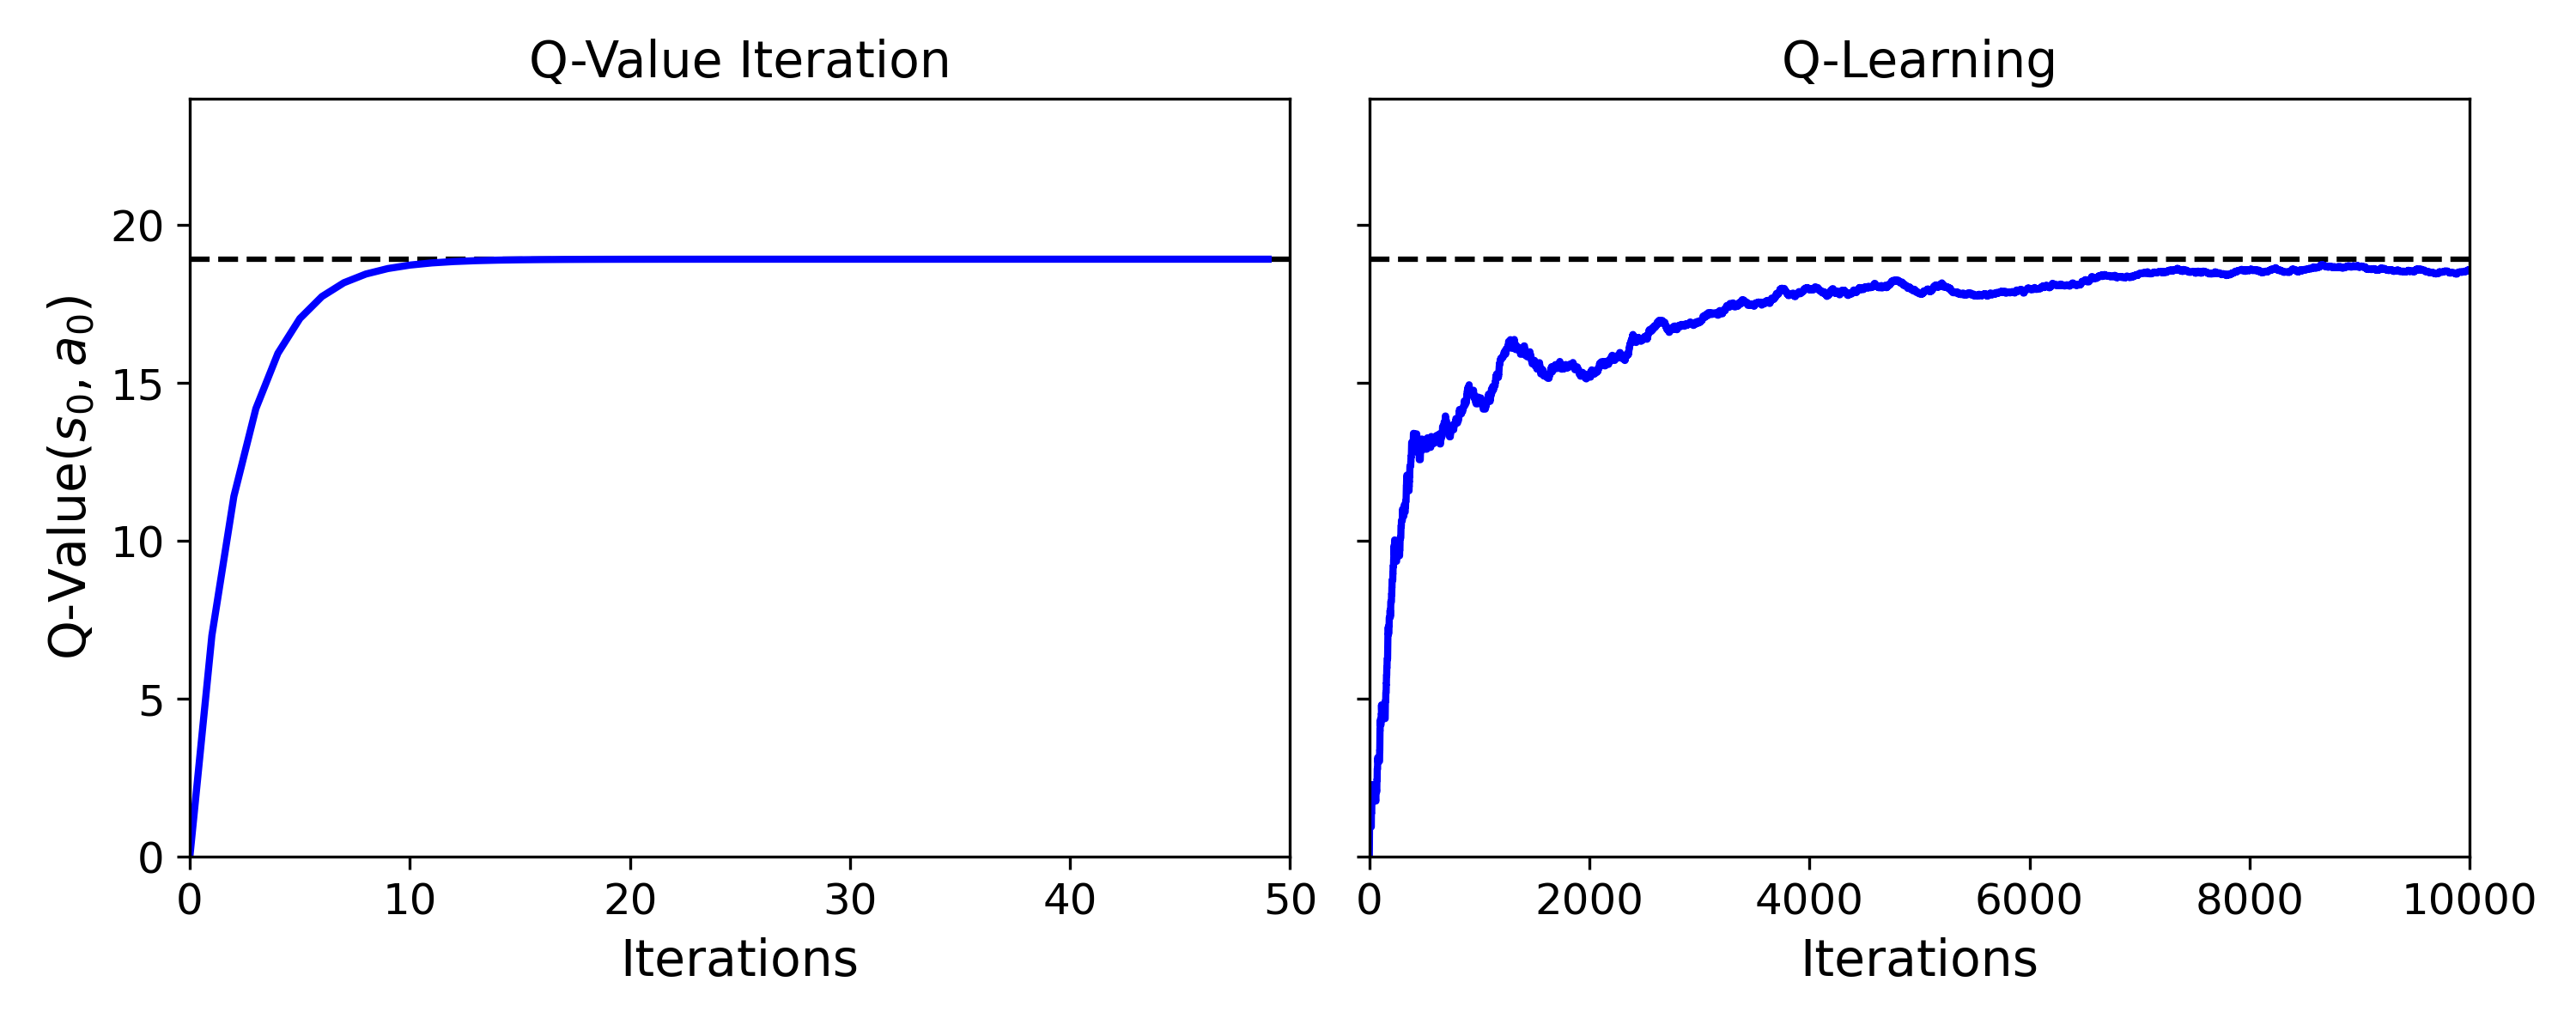 Q-Value Iteration
Q-Learning
Q-Value(s₀, a₀)
20
15
10
5
0
0 10 20 30 40 50
0 2000 4000 6000 8000 10000
Iterations
Iterations